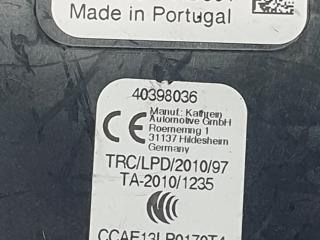 Made in Portugal
40398036
CE
Manuf.: Kathrein
Automotive GmbH
Roemerring 1
31137 Hildesheim
Germany
TRC/LPD/2010/97
TA-2010/1235